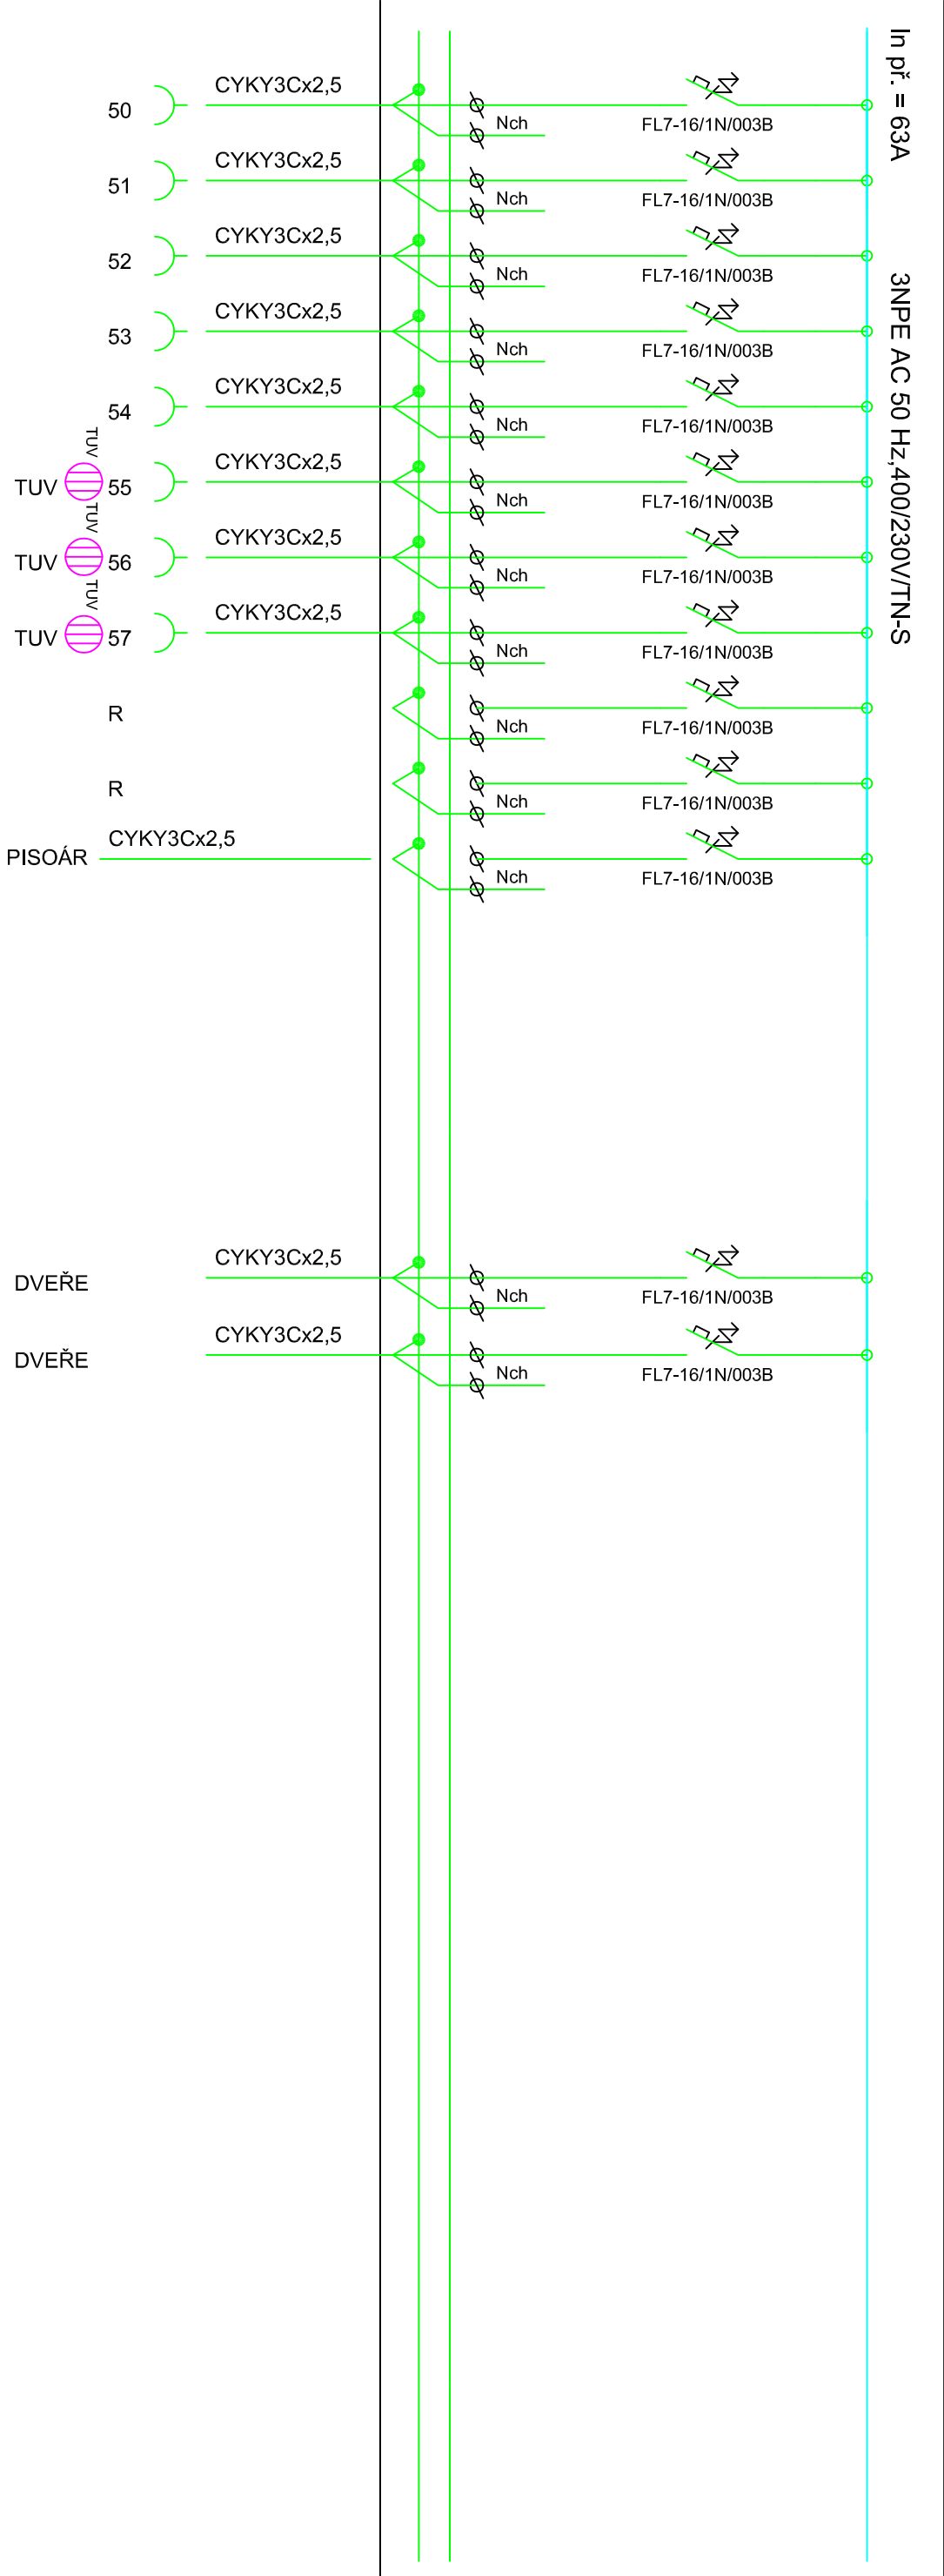 In př. = 63A
3NPE AC 50 Hz,400/230V/TN-S
CYKY3Cx2,5
50
Nch
FL7-16/1N/003B
CYKY3Cx2,5
51
Nch
FL7-16/1N/003B
CYKY3Cx2,5
52
Nch
FL7-16/1N/003B
CYKY3Cx2,5
53
Nch
FL7-16/1N/003B
CYKY3Cx2,5
54
Nch
FL7-16/1N/003B
TUV
CYKY3Cx2,5
TUV
55
Nch
FL7-16/1N/003B
TUV
CYKY3Cx2,5
TUV
56
Nch
FL7-16/1N/003B
TUV
CYKY3Cx2,5
TUV
57
Nch
FL7-16/1N/003B
R
Nch
FL7-16/1N/003B
R
Nch
FL7-16/1N/003B
CYKY3Cx2,5
PISOÁR
Nch
FL7-16/1N/003B
CYKY3Cx2,5
DVEŘE
Nch
FL7-16/1N/003B
CYKY3Cx2,5
DVEŘE
Nch
FL7-16/1N/003B